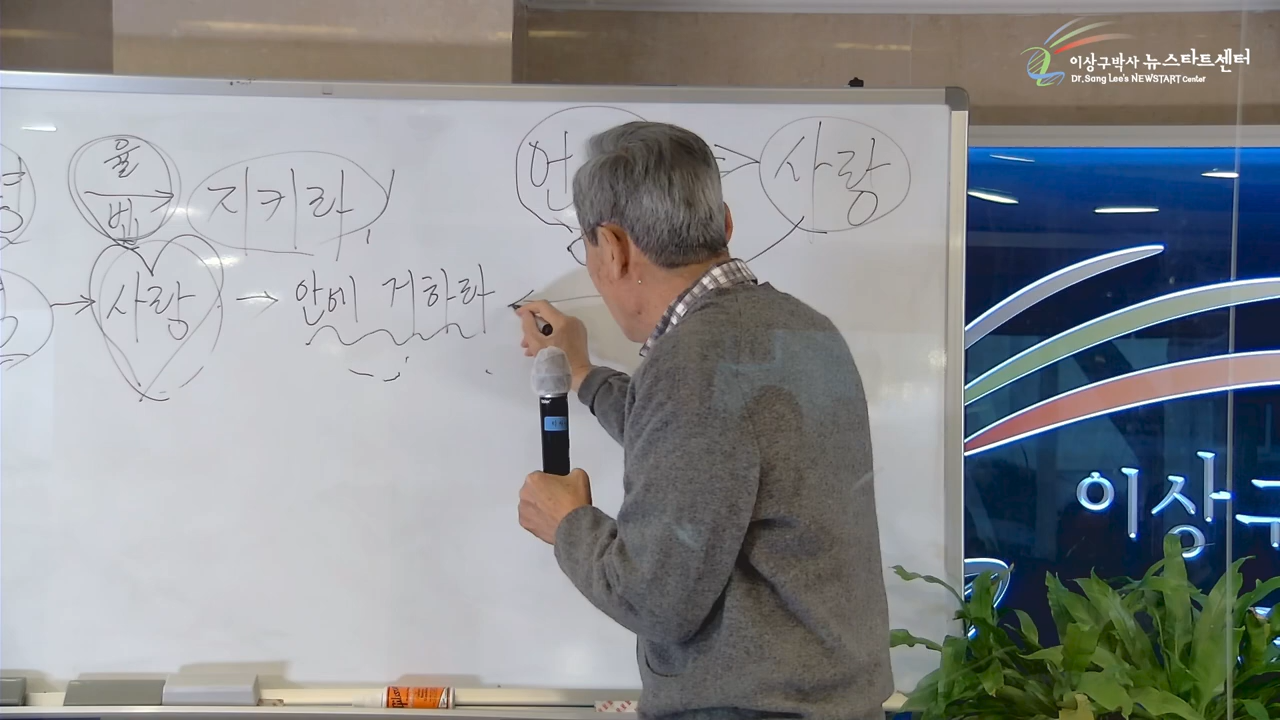 이상구박사 뉴스타트센터
Dr. Sang Lee's NEWSTART Center
율
법
지키라
언
사랑
사랑
안에 거하라
이상구